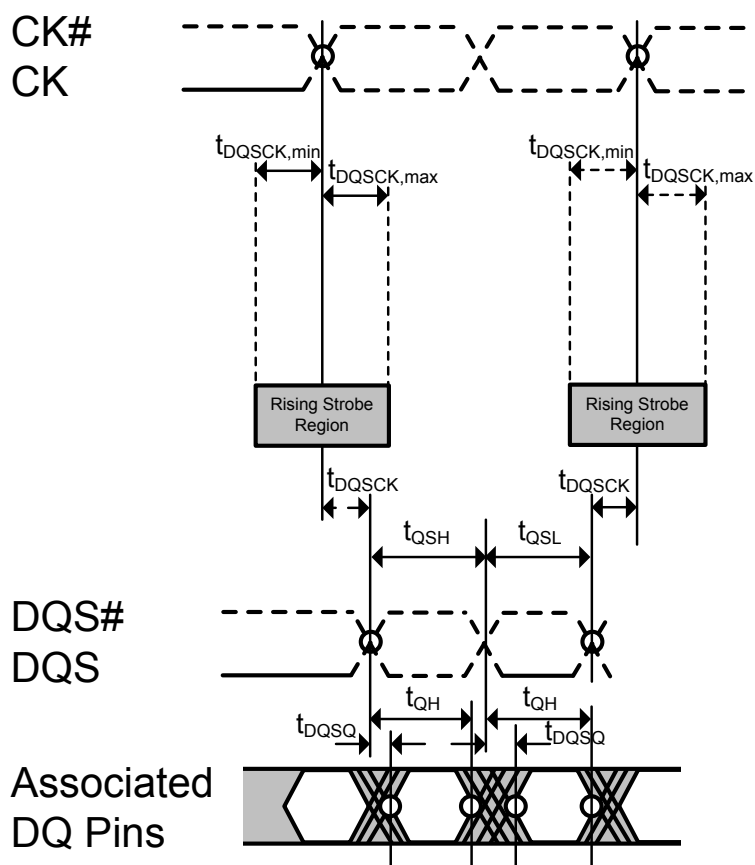 CK#
CK
tDQSCK,min
tDQSCK,max
tDQSCK,min
tDQSCK,max
Rising Strobe
Region
Rising Strobe
Region
tDQSCK
tDQSCK
tQSH
tQSL
DQS#
DQS
tQH
tQH
tDQSQ
tDQSQ
Associated
DQ Pins